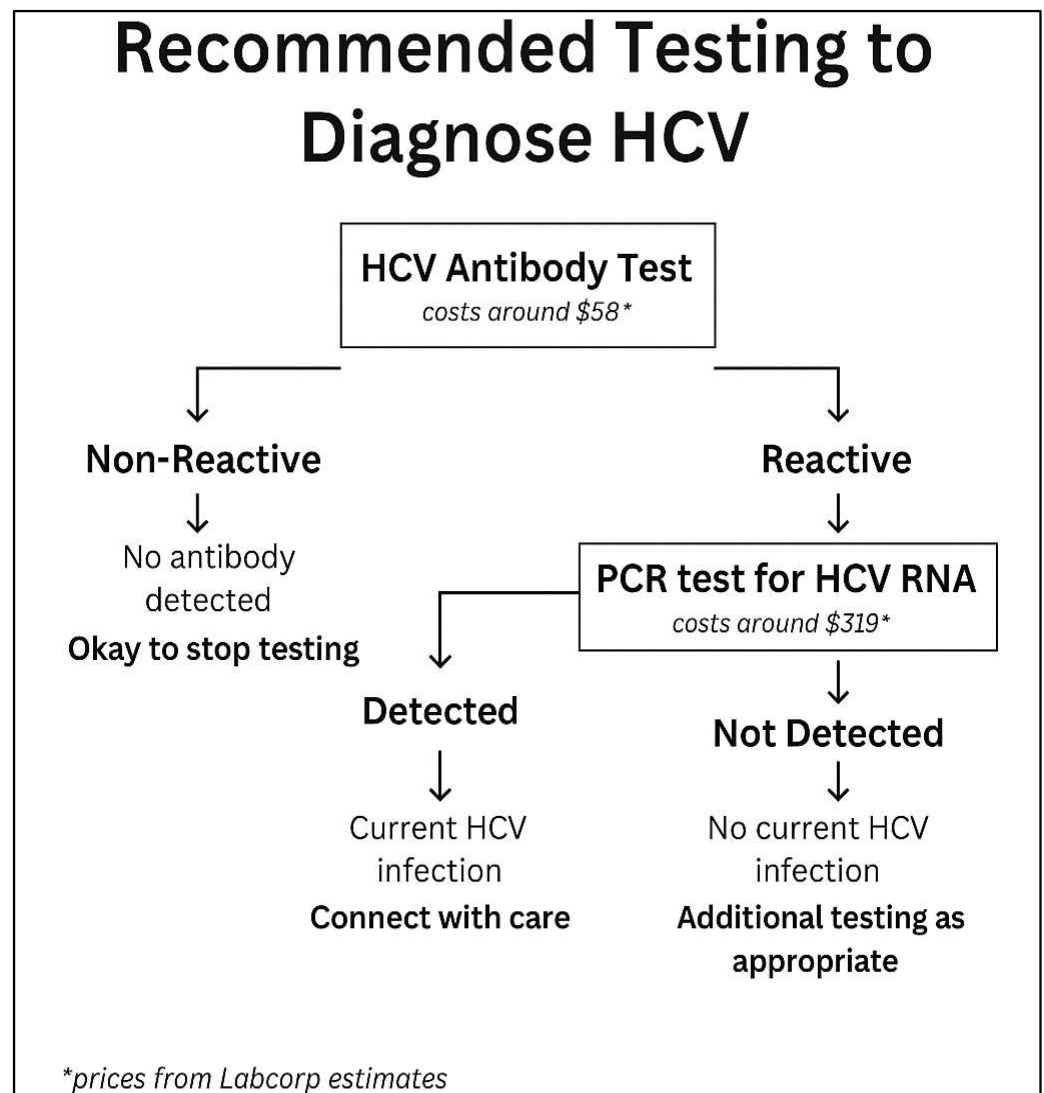 Recommended Testing to
Diagnose HCV
HCV Antibody Test
costs around $58*
Non-Reactive
Reactive
No antibody
detected
Okay to stop testing
PCR test for HCV RNA
costs around $319*
Detected
Not Detected
Current HCV
infection
Connect with care
No current HCV
infection
Additional testing as
appropriate
*prices from Labcorp estimates